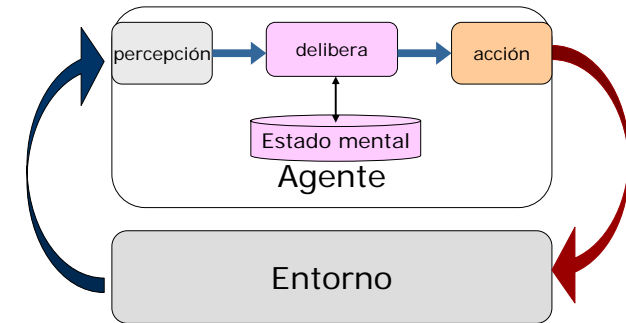 percepción
delibera
acción
Estado mental
Agente
Entorno